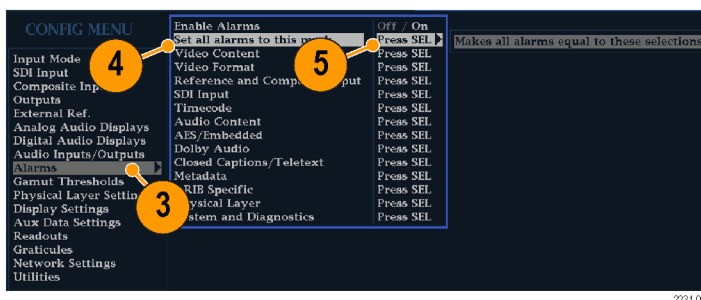 CONFIG MENU
Input Mode
SDI Input
Composite Inp
Outputs
External Ref.
Analog Audio Displays
Digital Audio Displays
Audio Inputs/Outputs
Alarms
Gamut Thresholds
Physical Layer Settin
Display Settings
Aux Data Settings
Readouts
Graticules
Network Settings
Utilities
3
4
Enable Alarms Off / On
Set all alarms to this Press SEL
Video Content Press SEL
Video Format Press SEL
Reference and Comp put Press SEL
SDI Input Press SEL
Timecode Press SEL
Audio Content Press SEL
AES/Embedded Press SEL
Dolby Audio Press SEL
Closed Captions/Teletext Press SEL
Metadata Press SEL
RIB Specific Press SEL
ysical Layer Press SEL
stem and Diagnostics Press SEL
5
Makes all alarms equal to these selections